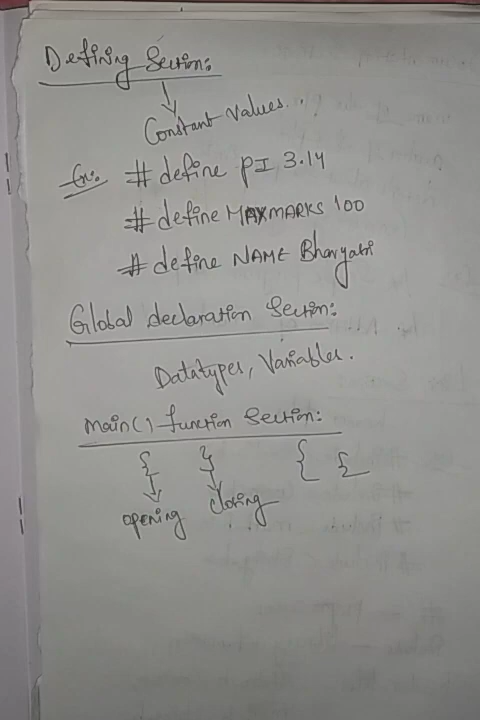 Defining Section:
Constant Values...
Ex:. # define PI 3.14
# define MAXMARKS 100
# define NAME
Global declaration Section:
Datatypes, Variables.
main() function Section:
{ } { }
opening closing